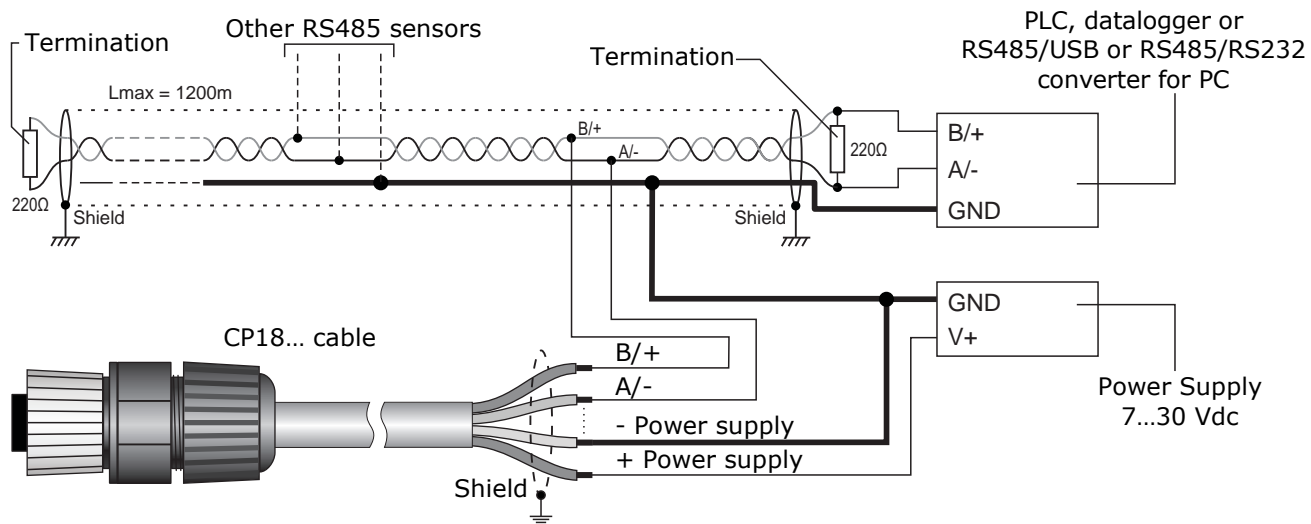 Termination
Other RS485 sensors
Termination
PLC, datalogger or
RS485/USB or RS485/RS232
converter for PC
Lmax = 1200m
B/+
A/-
220Ω
B/+
A/-
GND
220Ω
Shield
Shield
GND
V+
CP18... cable
B/+
A/-
- Power supply
+ Power supply
Shield
Power Supply
7...30 Vdc